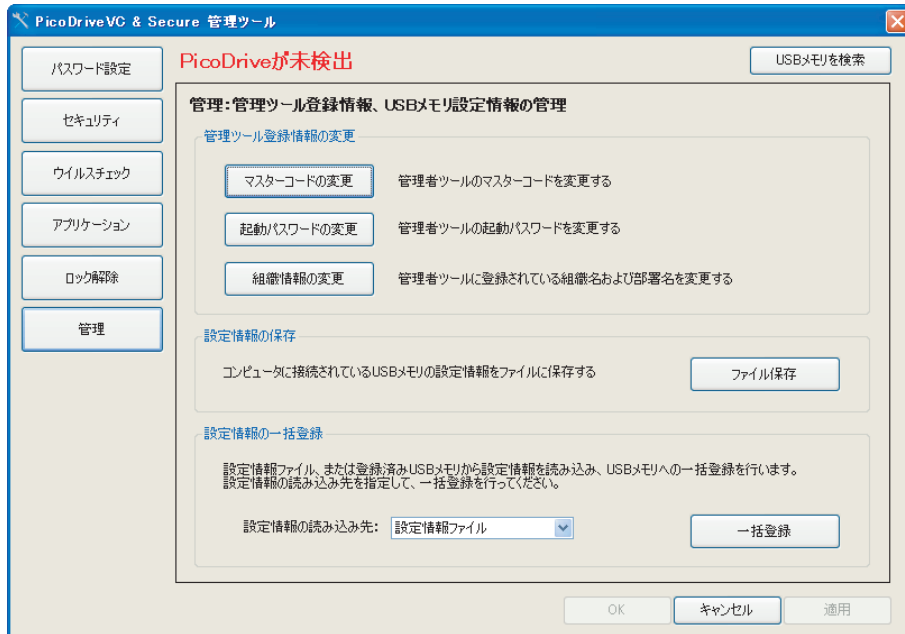 PicoDriveVC & Secure 管理ツール
パスワード設定
セキュリティ
ウイルスチェック
アプリケーション
ロック解除
管理
PicoDriveが未検出
USBメモリを検索
管理:管理ツール登録情報、USBメモリ設定情報の管理
管理ツール登録情報の変更
マスターコードの変更
管理者ツールのマスターコードを変更する
起動パスワードの変更
管理者ツールの起動パスワードを変更する
組織情報の変更
管理者ツールに登録されている組織名および部署名を変更する
設定情報の保存
コンピュータに接続されているUSBメモリの設定情報をファイルに保存する
ファイル保存
設定情報の一括登録
設定情報ファイル、または登録済みUSBメモリから設定情報を読み込み、USBメモリへの一括登録を行います。
設定情報の読み込み先を指定して、一括登録を行ってください。
設定情報の読み込み先:
設定情報ファイル
一括登録
OK
キャンセル
適用